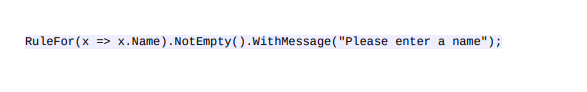 RuleFor(x => x.Name).NotEmpty().WithMessage("Please enter a name");